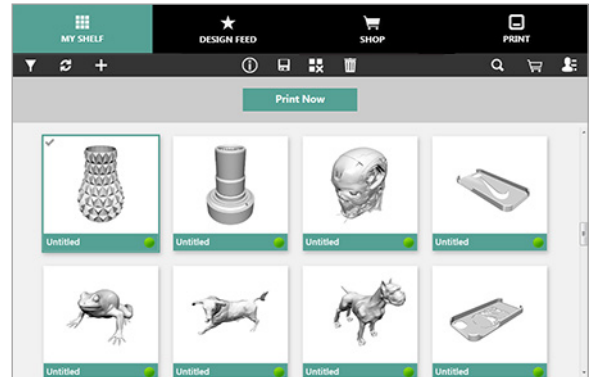 MY SHELF
DESIGN FEED
SHOP
PRINT
Print Now
Untitled
Untitled
Untitled
Untitled
Untitled
Untitled
Untitled
Untitled